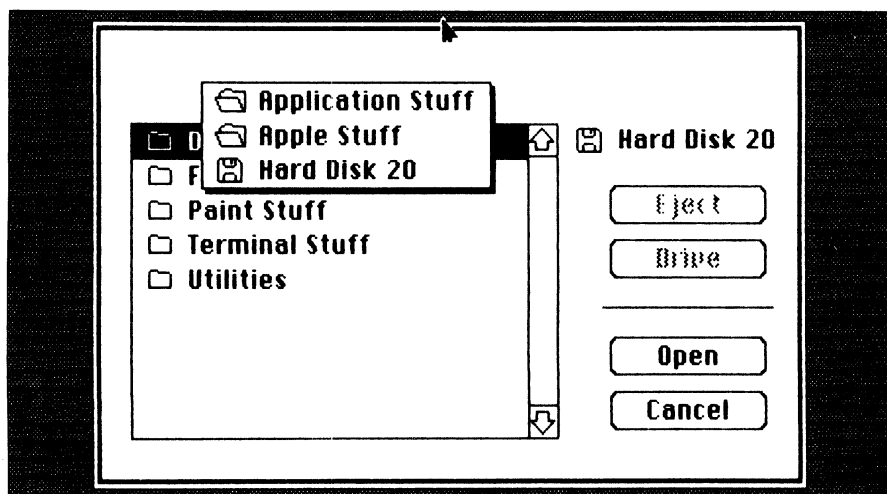 Application Stuff
Apple Stuff
Hard Disk 20
D
F
Paint Stuff
Terminal Stuff
Utilities
Hard Disk 20
Eject
Drive
Open
Cancel